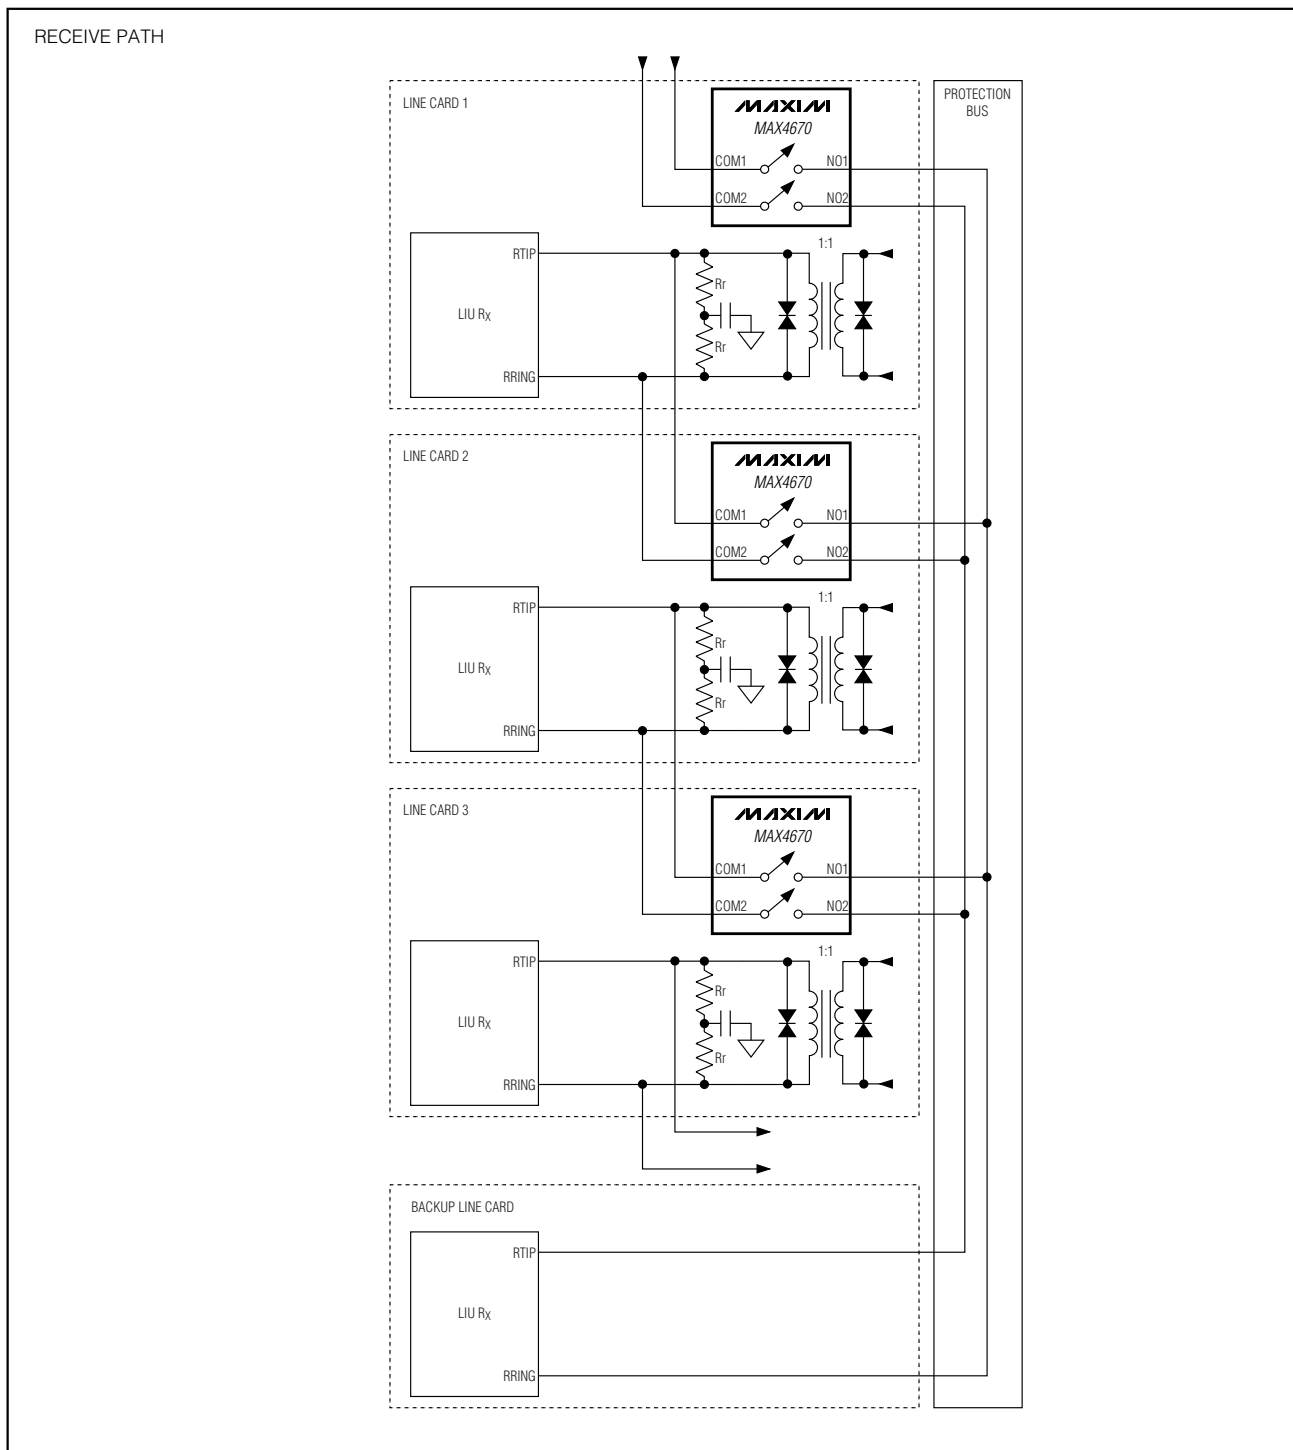 RECEIVE PATH
LINE CARD 1
PROTECTION
BUS
MAXIM
MAX4670
COM1
NO1
COM2
NO2
1:1
RTIP
Rr
LIU RX
Rr
RRING
LINE CARD 2
MAXIM
MAX4670
COM1
NO1
COM2
NO2
1:1
RTIP
Rr
LIU RX
Rr
RRING
LINE CARD 3
MAXIM
MAX4670
COM1
NO1
COM2
NO2
1:1
RTIP
Rr
LIU RX
Rr
RRING
BACKUP LINE CARD
RTIP
LIU RX
RRING